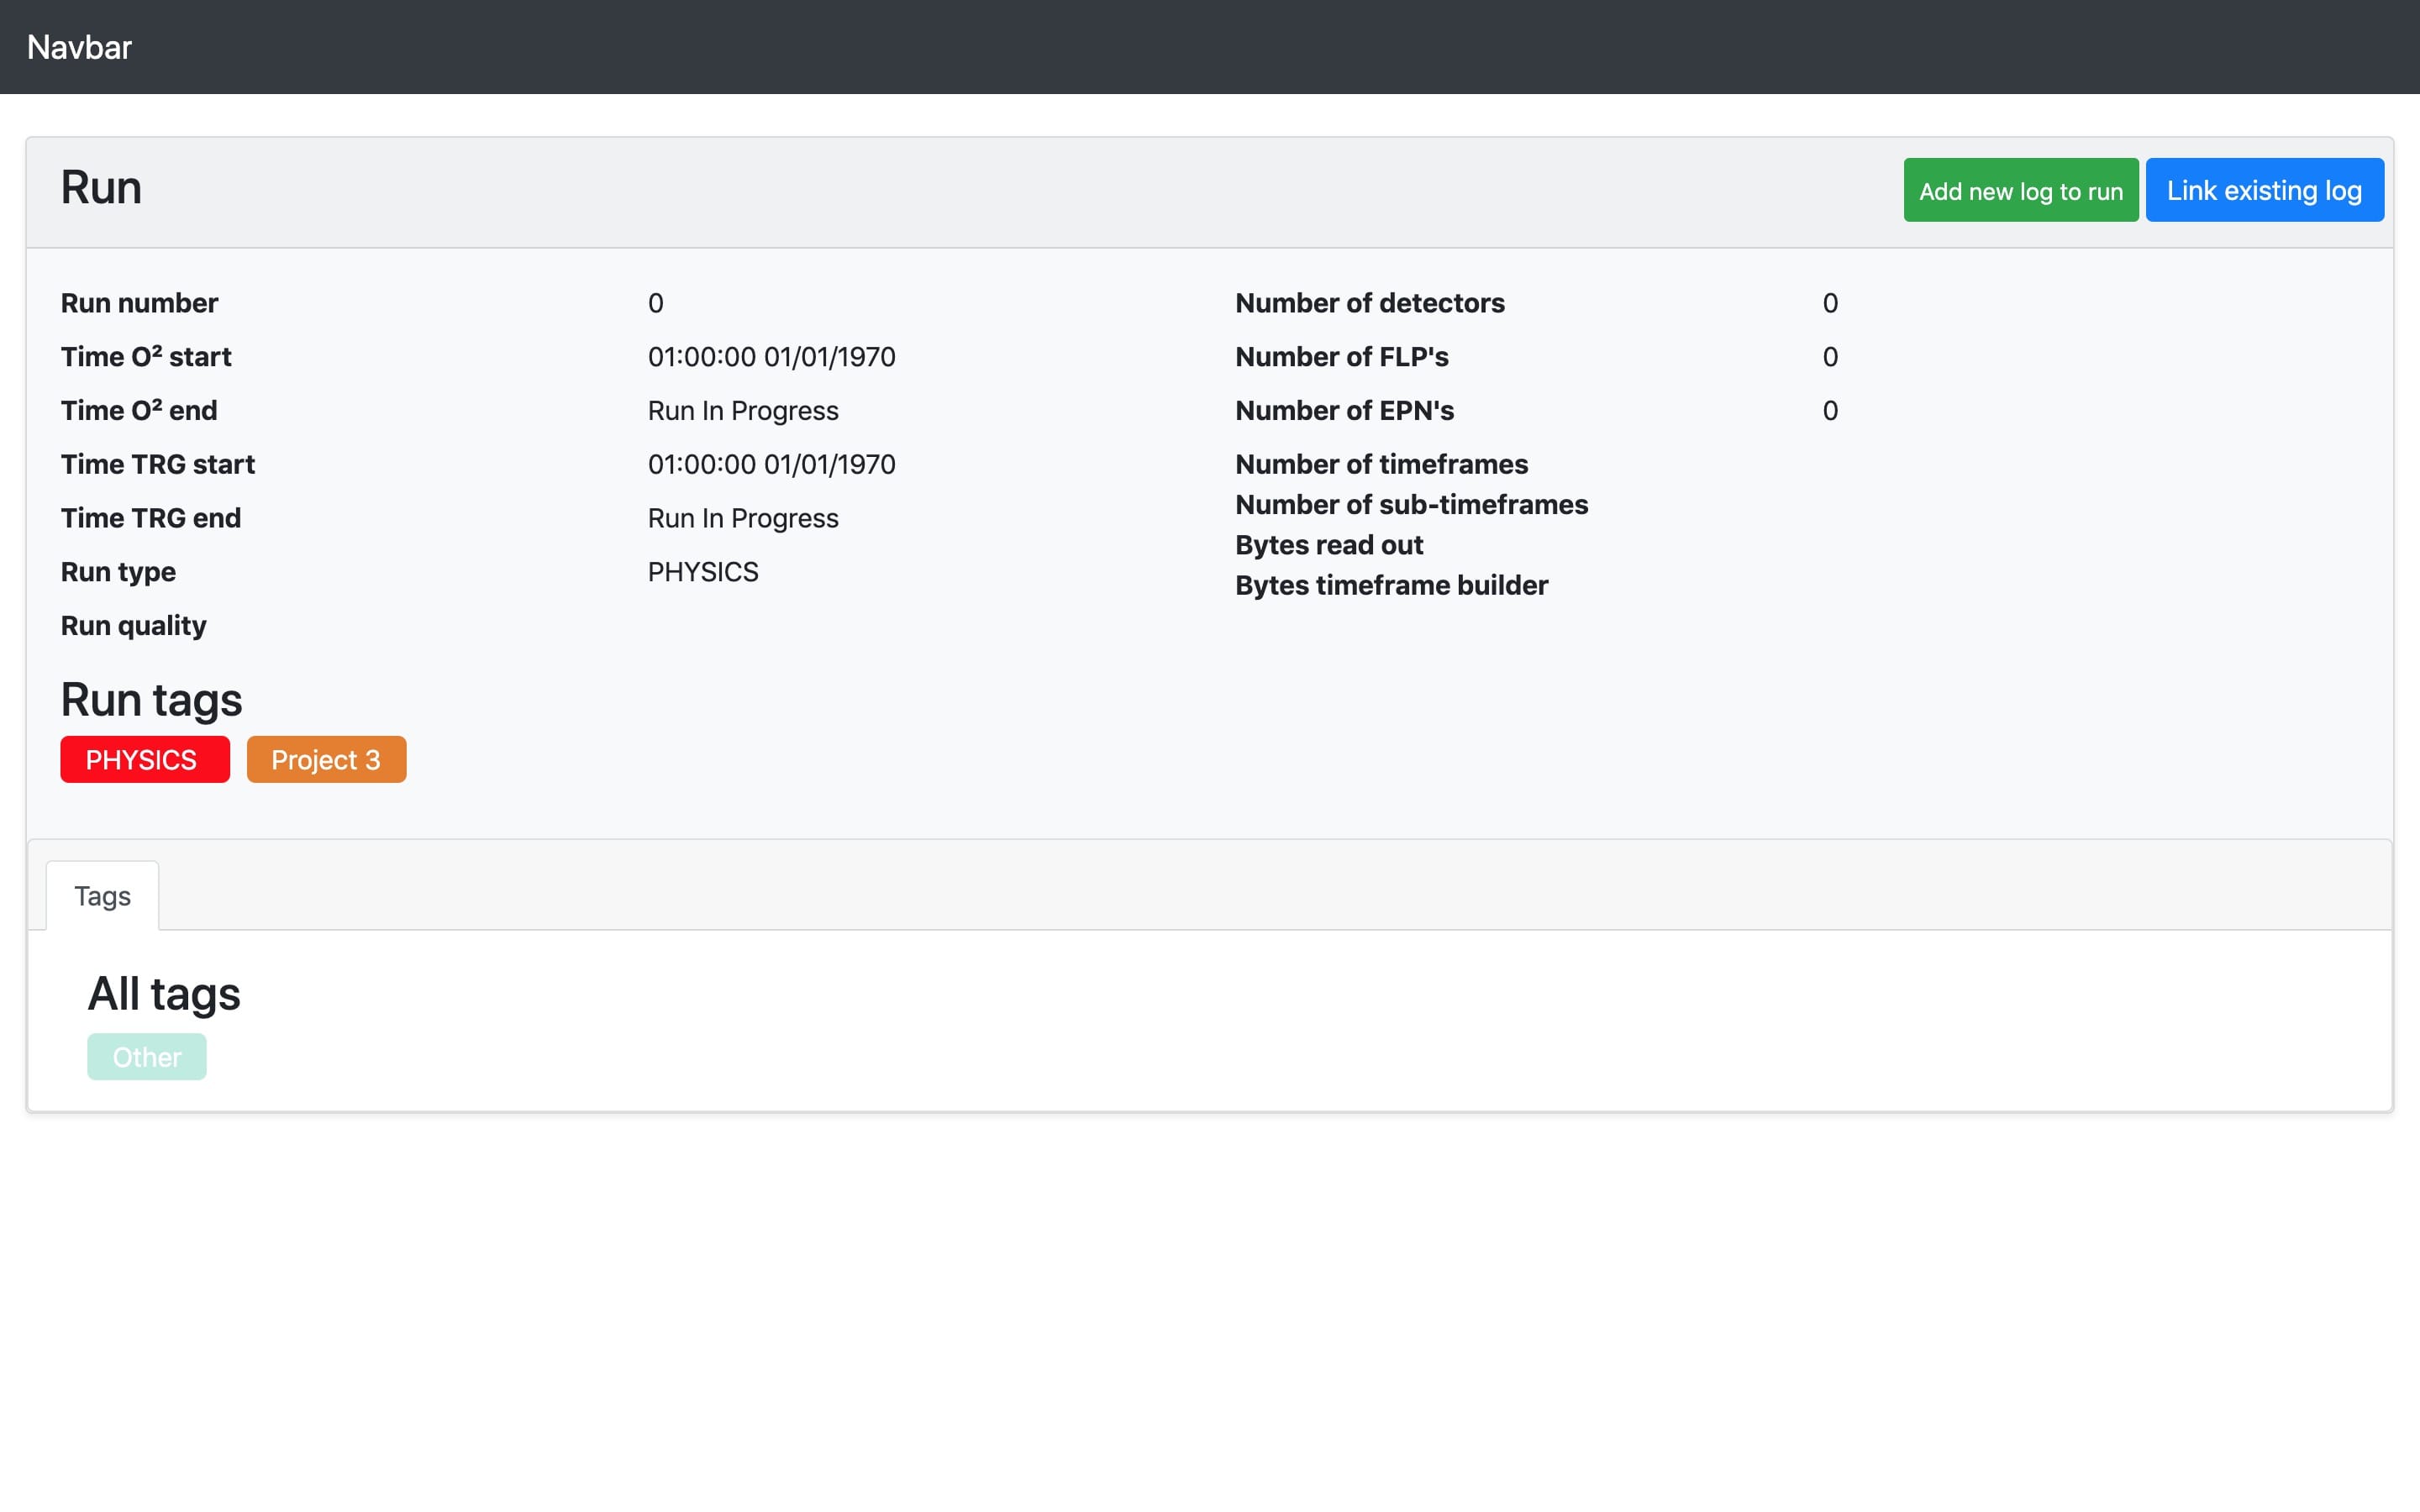 Navbar
Run
Add new log to run
Link existing log
Run number 0
Time O² start 01:00:00 01/01/1970
Time O² end Run In Progress
Time TRG start 01:00:00 01/01/1970
Time TRG end Run In Progress
Run type PHYSICS
Run quality
Number of detectors 0
Number of FLP's 0
Number of EPN's 0
Number of timeframes
Number of sub-timeframes
Bytes read out
Bytes timeframe builder
Run tags
PHYSICS Project 3
Tags
All tags
Other